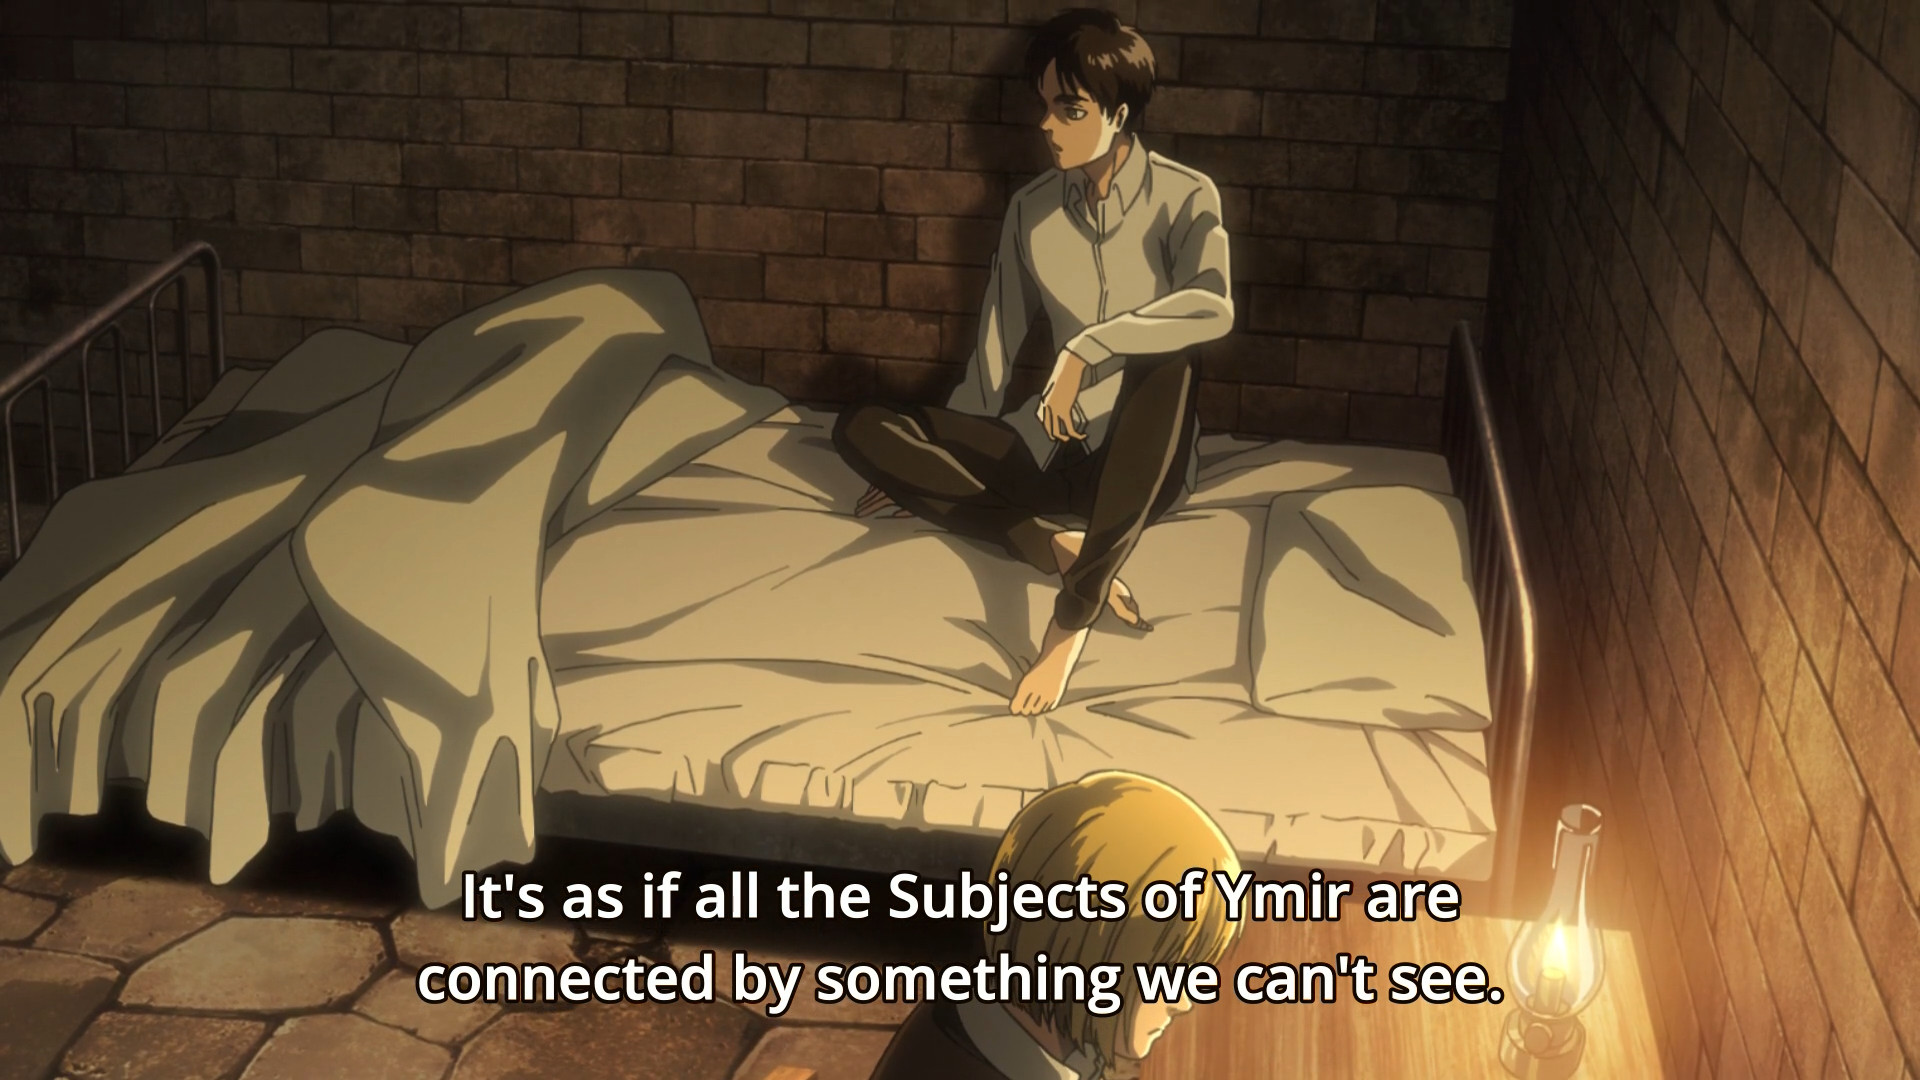 It's as if all the Subjects of Ymir are
connected by something we can't see.